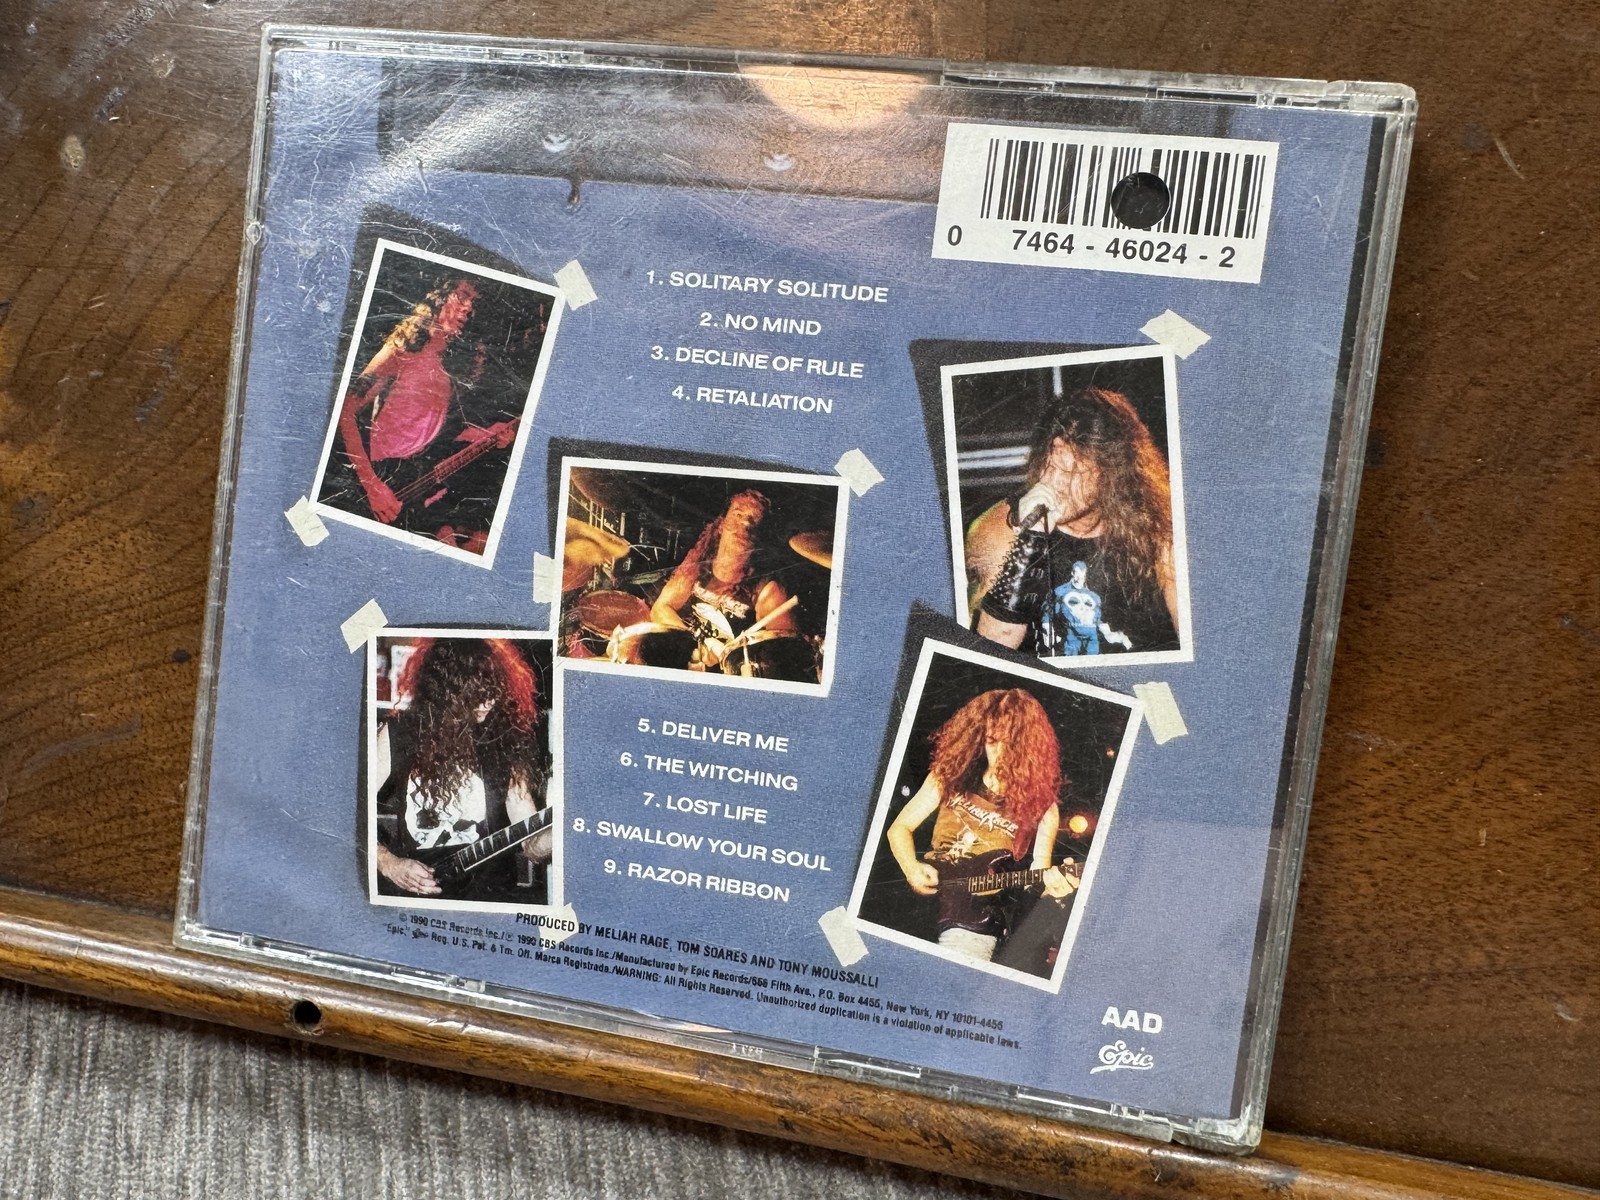 0 7464 - 46024 - 2
1. SOLITARY SOLITUDE
2. NO MIND
3. DECLINE OF RULE
4. RETALIATION
5. DELIVER ME
6. THE WITCHING
7. LOST LIFE
8. SWALLOW YOUR SOUL
9. RAZOR RIBBON
PRODUCED BY MELIAH RAGE, TOM SOARES AND TONY MOUSSALLI
© 1990 CBS Records Inc./℗ 1990 CBS Records Inc./Manufactured by Epic Records/666 Fifth Ave., P.O. Box 4455, New York, NY 10101-4455
"Epic," Reg. U.S. Pat. & Tm. Off. Marca Registrada./WARNING: All Rights Reserved. Unauthorized duplication is a violation of applicable laws.
AAD
Epic